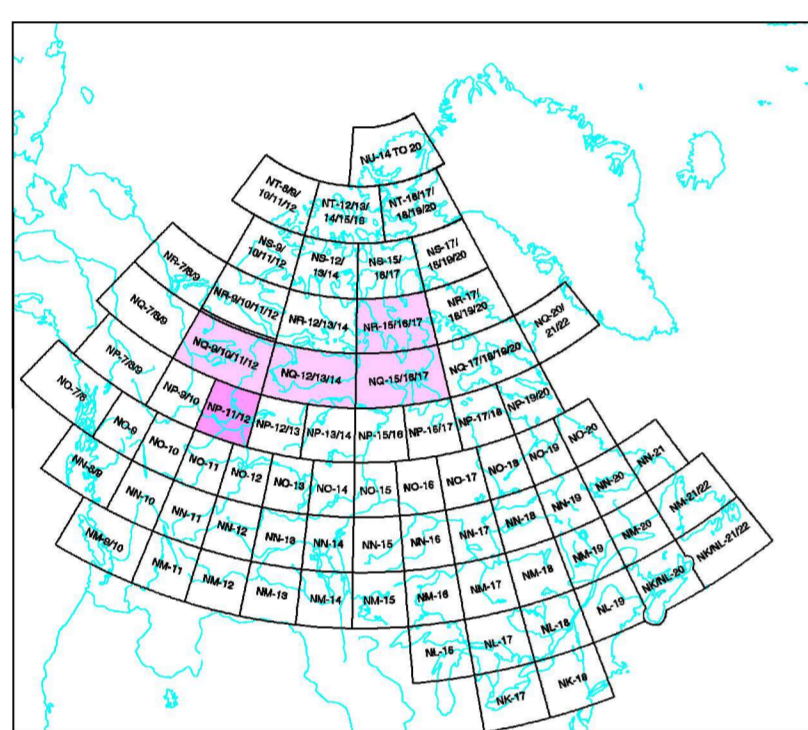 NU-14 TO 20
NT-8/9/
10/11/12
NT-12/13/
14/15/16
NT-16/17/
18/19/20
NS-9/
10/11/12
NS-12/
13/14
NS-15/
16/17
NS-17/
18/19/20
NR-7/8/9
NR-9/10/11/12
NR-12/13/14
NR-15/16/17
NR-17/
18/19/20
NQ-7/8/9
NQ-9/10/11/12
NQ-12/13/14
NQ-15/16/17
NQ-17/18/19/20
NQ-20/
21/22
NP-7/8/9
NP-9/10
NP-11/12
NP-12/13
NP-13/14
NP-15/16
NP-16/17
NP-17/18
NP-19/20
NO-7/8
NO-9
NO-10
NO-11
NO-12
NO-13
NO-14
NO-15
NO-16
NO-17
NO-18
NO-19
NO-20
NN-8/9
NN-10
NN-11
NN-12
NN-13
NN-14
NN-15
NN-16
NN-17
NN-18
NN-19
NN-20
NN-21
NM-9/10
NM-11
NM-12
NM-13
NM-14
NM-15
NM-16
NM-17
NM-18
NM-19
NM-20
NM-21/22
NL-16
NL-17
NL-18
NL-19
NK/NL-20
NK/NL-21/22
NK-17
NK-18